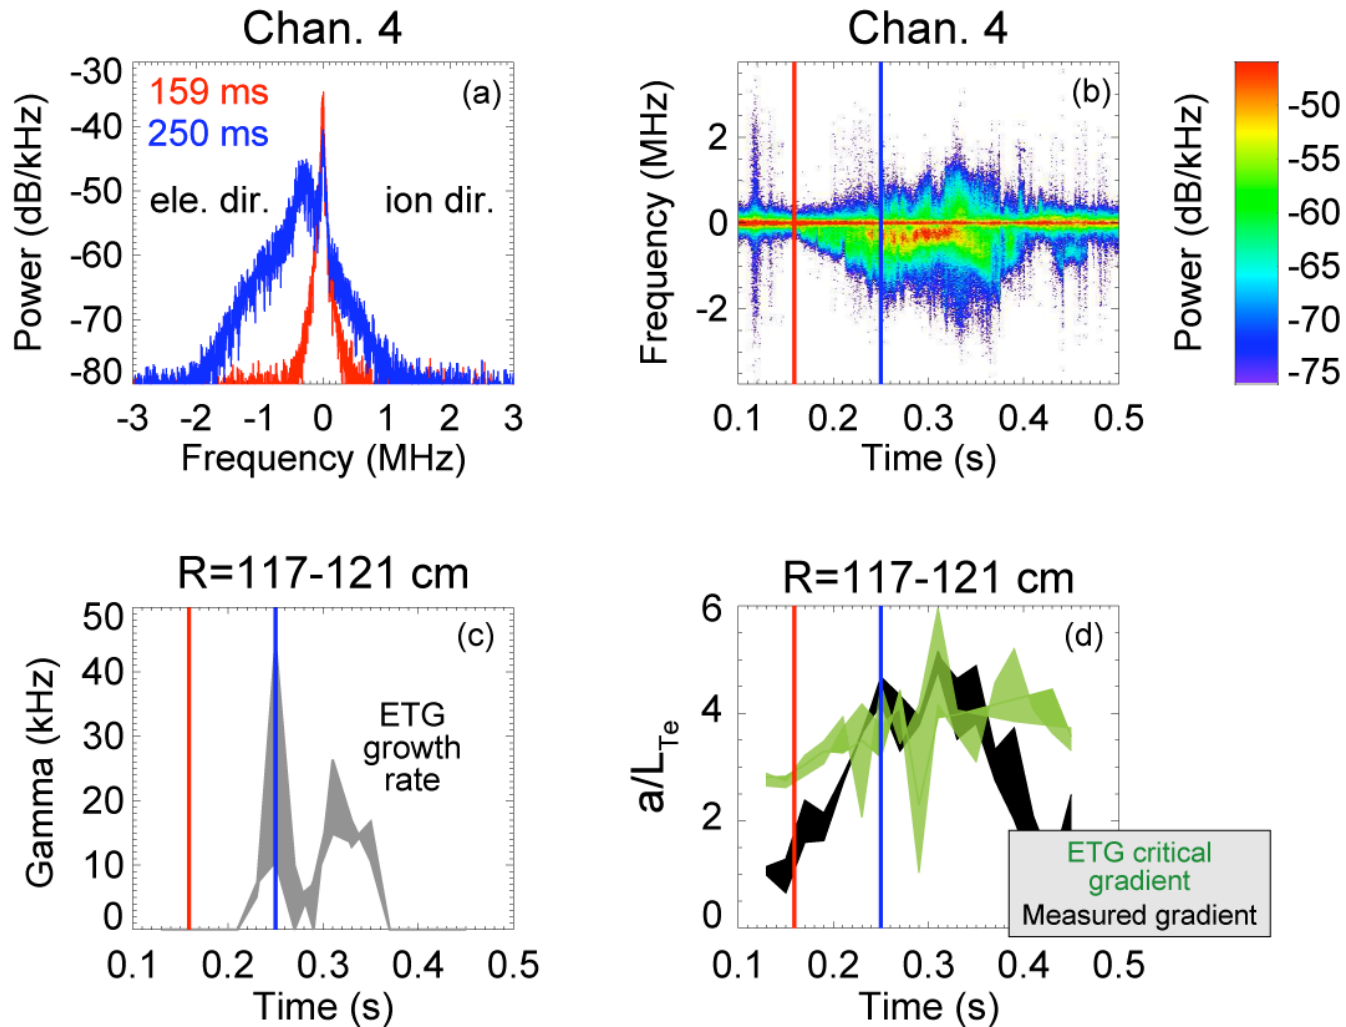 Chan. 4
Power (dB/kHz)
-30
-40
-50
-60
-70
-80
159 ms
250 ms
(a)
ele. dir.
ion dir.
-3 -2 -1 0 1 2 3
Frequency (MHz)
Chan. 4
Frequency (MHz)
2
0
-2
(b)
0.1 0.2 0.3 0.4 0.5
Time (s)
Power (dB/kHz)
-50
-55
-60
-65
-70
-75
R=117-121 cm
Gamma (kHz)
50
40
30
20
10
0
(c)
ETG
growth
rate
0.1 0.2 0.3 0.4 0.5
Time (s)
R=117-121 cm
a/L_Te
6
4
2
0
(d)
ETG critical
gradient
Measured gradient
0.1 0.2 0.3 0.4 0.5
Time (s)